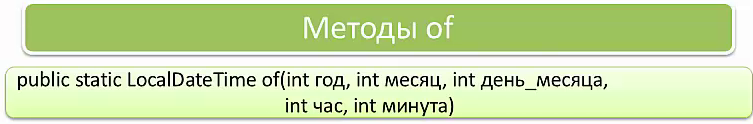 Методы of
public static LocalDateTime of(int год, int месяц, int день_месяца,
int час, int минута)